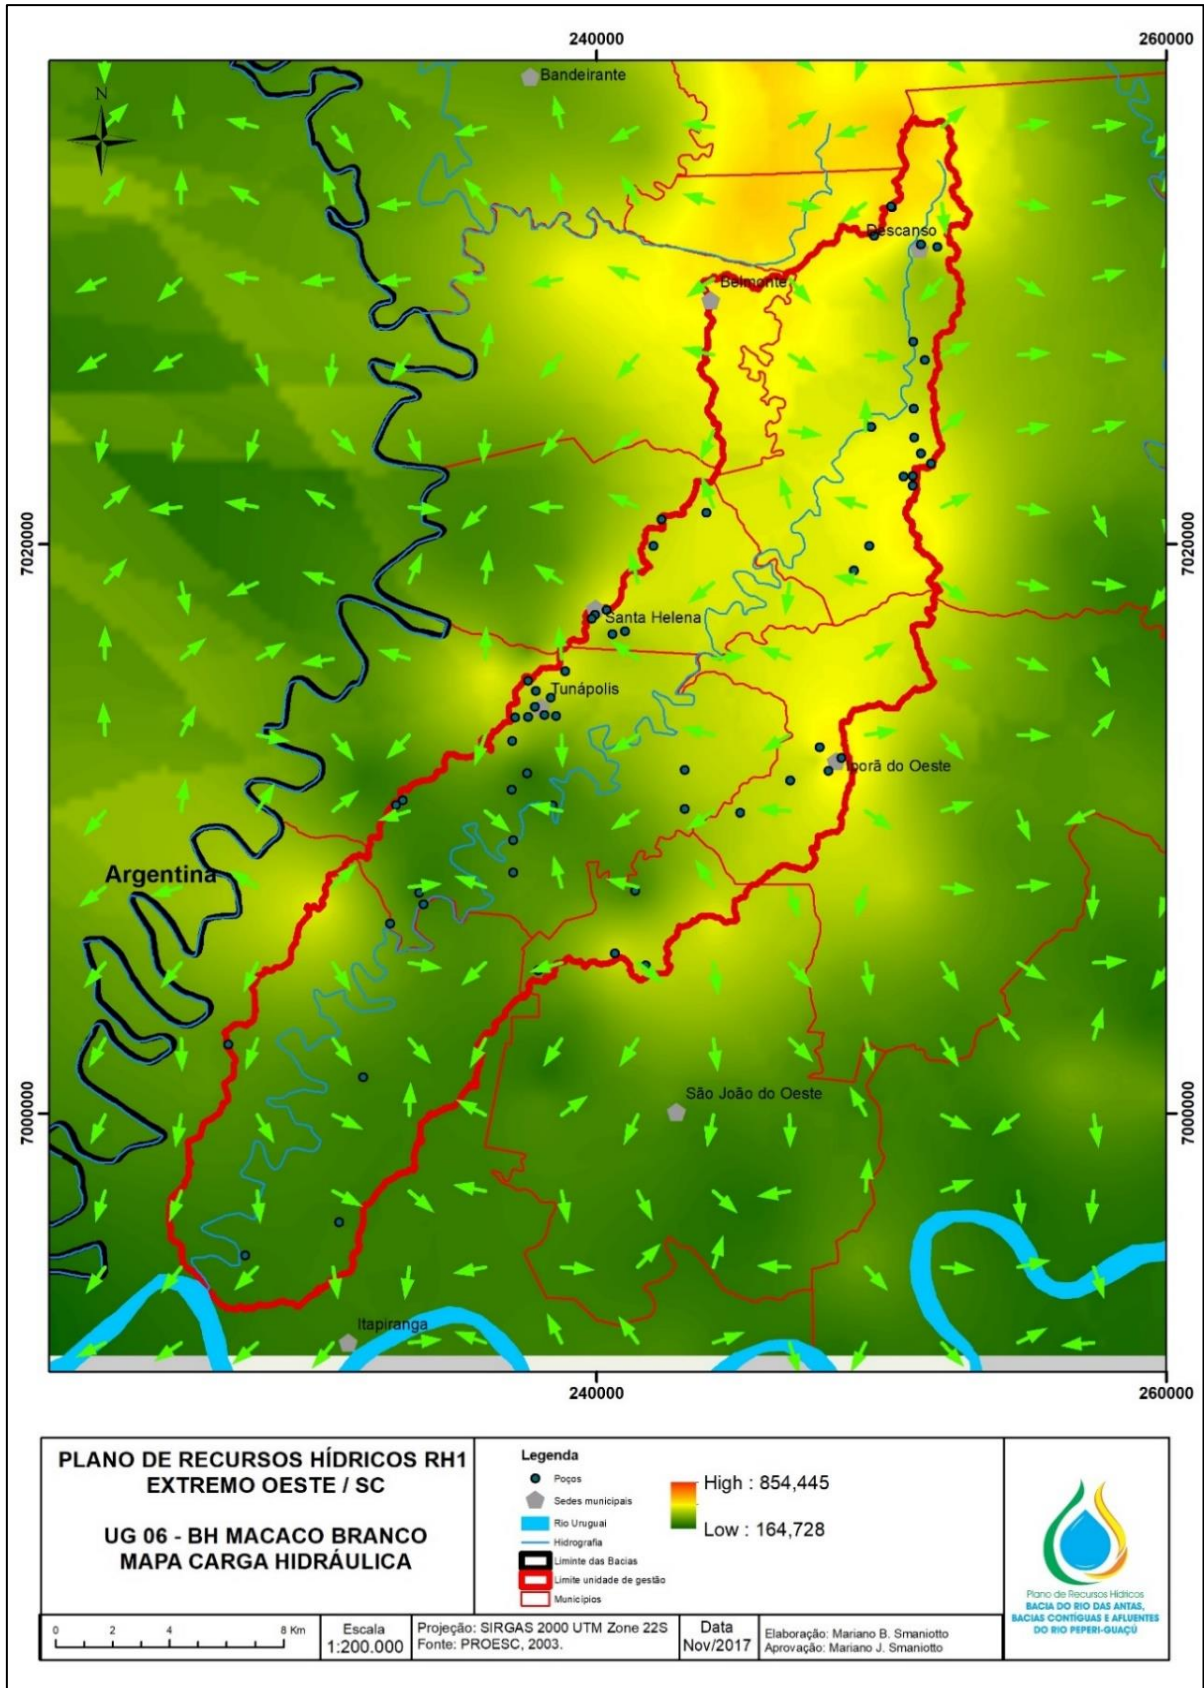 240000
260000
N
Bandeirante
Descanso
Belmonte
7020000
7020000
Santa Helena
Tunápolis
Iporã do Oeste
Argentina
São João do Oeste
7000000
7000000
Itapiranga
240000
260000
PLANO DE RECURSOS HÍDRICOS RH1
EXTREMO OESTE / SC
UG 06 - BH MACACO BRANCO
MAPA CARGA HIDRÁULICA
Legenda
Poços
Sedes municipais
Rio Uruguai
Hidrografia
Liminte das Bacias
Limite unidade de gestão
Municípios
High : 854,445
Low : 164,728
Plano de Recursos Hídricos
BACIA DO RIO DAS ANTAS,
BACIAS CONTÍGUAS E AFLUENTES
DO RIO PEPERI-GUAÇÚ
0 2 4 8 Km
Escala
1:200.000
Projeção: SIRGAS 2000 UTM Zone 22S
Fonte: PROESC, 2003.
Data
Nov/2017
Elaboração: Mariano B. Smaniotto
Aprovação: Mariano J. Smaniotto